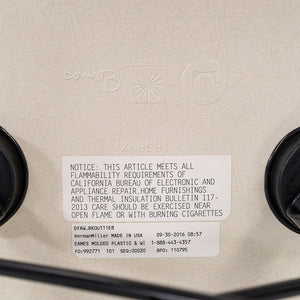 Eames
NOTICE: THIS ARTICLE MEETS ALL
FLAMMABILITY REQUIREMENTS OF
CALIFORNIA BUREAU OF ELECTRONIC AND
APPLIANCE REPAIR,HOME FURNISHINGS
AND THERMAL INSULATION BULLETIN 117-
2013 CARE SHOULD BE EXERCISED NEAR
OPEN FLAME OR WITH BURNING CIGARETTES
HermanMiller MADE IN USA 09-30-2016 08:57
EAMES MOLDED PLASTIC & WI 1-888-443-4357
PO:992771 101 SEQ:00020 BPO: 110795